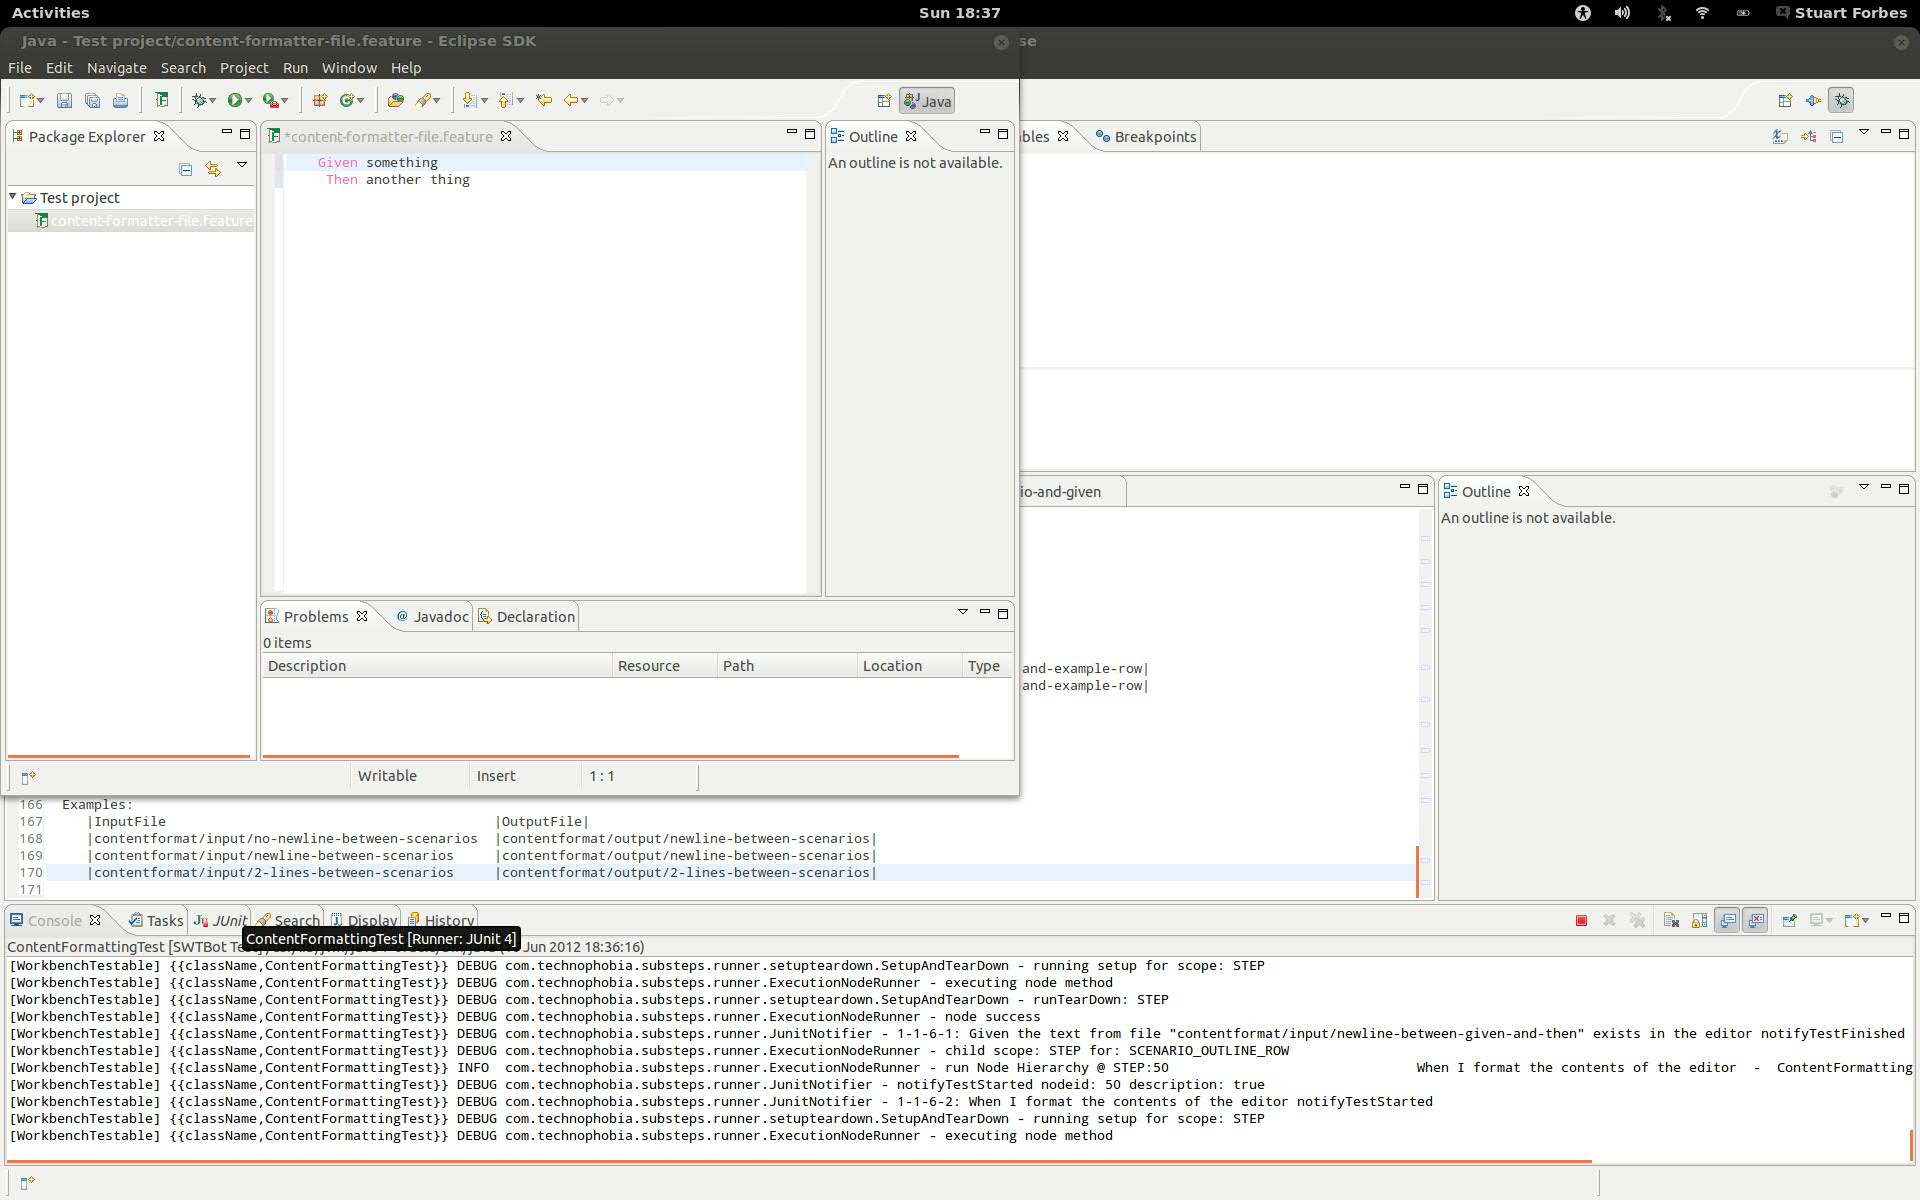 Activities
Sun 18:37
Stuart Forbes
Java - Test project/content-formatter-file.feature - Eclipse SDK
se
File Edit Navigate Search Project Run Window Help
Java
Package Explorer
*content-formatter-file.feature
Outline
bles
Breakpoints
Given something
An outline is not available.
Then another thing
Test project
content-formatter-file.feature
io-and-given
Outline
An outline is not available.
Problems
@ Javadoc
Declaration
0 items
Description Resource Path Location Type
and-example-row|
and-example-row|
Writable Insert 1 : 1
166 Examples:
167 |InputFile |OutputFile|
168 |contentformat/input/no-newline-between-scenarios |contentformat/output/newline-between-scenarios|
169 |contentformat/input/newline-between-scenarios |contentformat/output/newline-between-scenarios|
170 |contentformat/input/2-lines-between-scenarios |contentformat/output/2-lines-between-scenarios|
171
Console Tasks JUnit Search Display History
ContentFormattingTest [Runner: JUnit 4]
ContentFormattingTest [SWTBot Te Jun 2012 18:36:16)
[WorkbenchTestable] {{className,ContentFormattingTest}} DEBUG com.technophobia.substeps.runner.setupteardown.SetupAndTearDown - running setup for scope: STEP
[WorkbenchTestable] {{className,ContentFormattingTest}} DEBUG com.technophobia.substeps.runner.ExecutionNodeRunner - executing node method
[WorkbenchTestable] {{className,ContentFormattingTest}} DEBUG com.technophobia.substeps.runner.setupteardown.SetupAndTearDown - runTearDown: STEP
[WorkbenchTestable] {{className,ContentFormattingTest}} DEBUG com.technophobia.substeps.runner.ExecutionNodeRunner - node success
[WorkbenchTestable] {{className,ContentFormattingTest}} DEBUG com.technophobia.substeps.runner.JunitNotifier - 1-1-6-1: Given the text from file "contentformat/input/newline-between-given-and-then" exists in the editor notifyTestFinished
[WorkbenchTestable] {{className,ContentFormattingTest}} DEBUG com.technophobia.substeps.runner.ExecutionNodeRunner - child scope: STEP for: SCENARIO_OUTLINE_ROW
[WorkbenchTestable] {{className,ContentFormattingTest}} INFO com.technophobia.substeps.runner.ExecutionNodeRunner - run Node Hierarchy @ STEP:50 When I format the contents of the editor - ContentFormatting
[WorkbenchTestable] {{className,ContentFormattingTest}} DEBUG com.technophobia.substeps.runner.JunitNotifier - notifyTestStarted nodeid: 50 description: true
[WorkbenchTestable] {{className,ContentFormattingTest}} DEBUG com.technophobia.substeps.runner.JunitNotifier - 1-1-6-2: When I format the contents of the editor notifyTestStarted
[WorkbenchTestable] {{className,ContentFormattingTest}} DEBUG com.technophobia.substeps.runner.setupteardown.SetupAndTearDown - running setup for scope: STEP
[WorkbenchTestable] {{className,ContentFormattingTest}} DEBUG com.technophobia.substeps.runner.ExecutionNodeRunner - executing node method